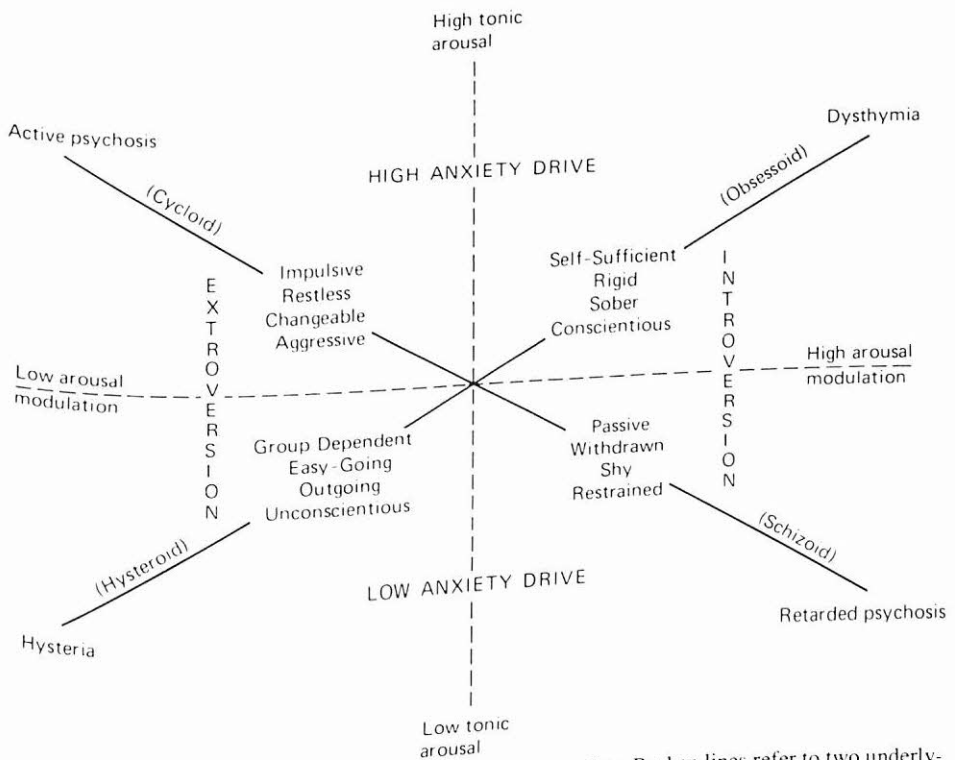 High tonic
arousal
Active psychosis
Dysthymia
HIGH ANXIETY DRIVE
(Cycloid)
(Obsessoid)
Impulsive
Restless
Changeable
Aggressive
Self-Sufficient
Rigid
Sober
Conscientious
EXTROVERSION
INTROVERSION
Low arousal
modulation
High arousal
modulation
Group Dependent
Easy-Going
Outgoing
Unconscientious
Passive
Withdrawn
Shy
Restrained
(Hysteroid)
(Schizoid)
LOW ANXIETY DRIVE
Hysteria
Retarded psychosis
Low tonic
arousal
lines refer to two underly-